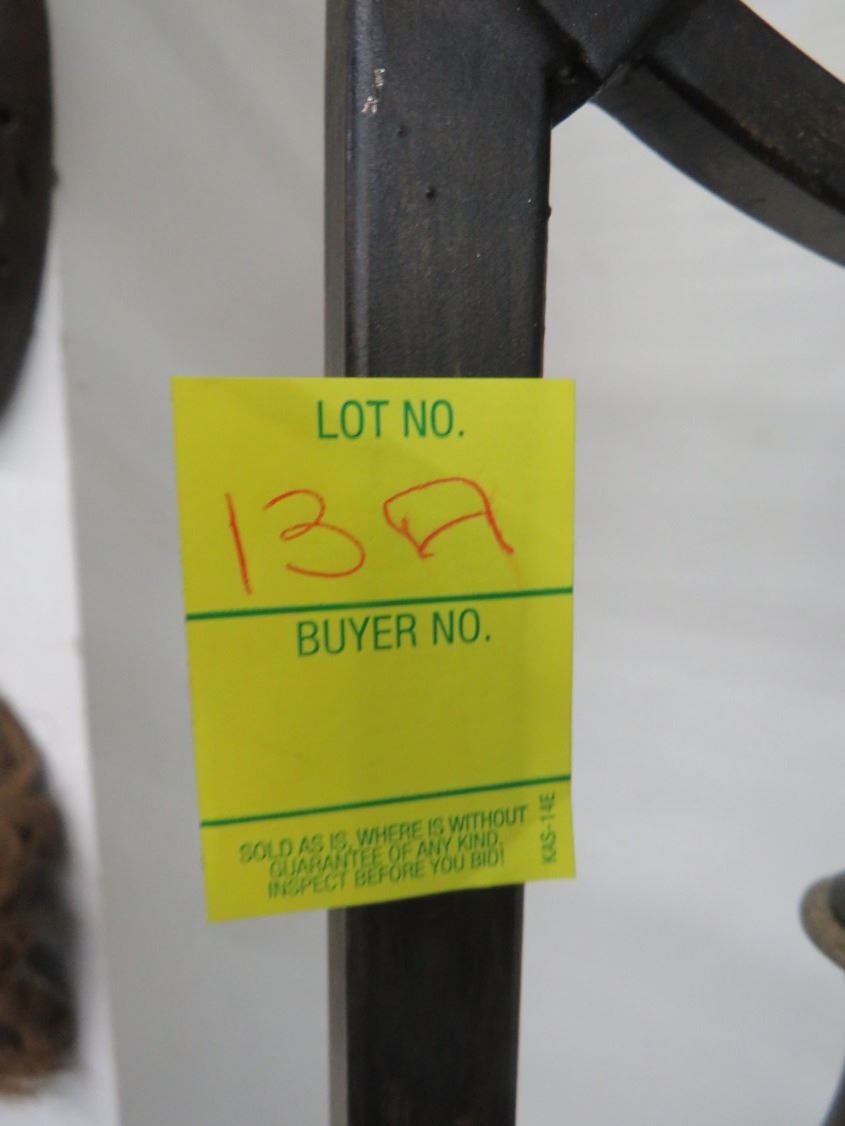 LOT NO.
13A
BUYER NO.
SOLD AS IS, WHERE IS WITHOUT
GUARANTEE OF ANY KIND.
INSPECT BEFORE YOU BID!
KAS-14E